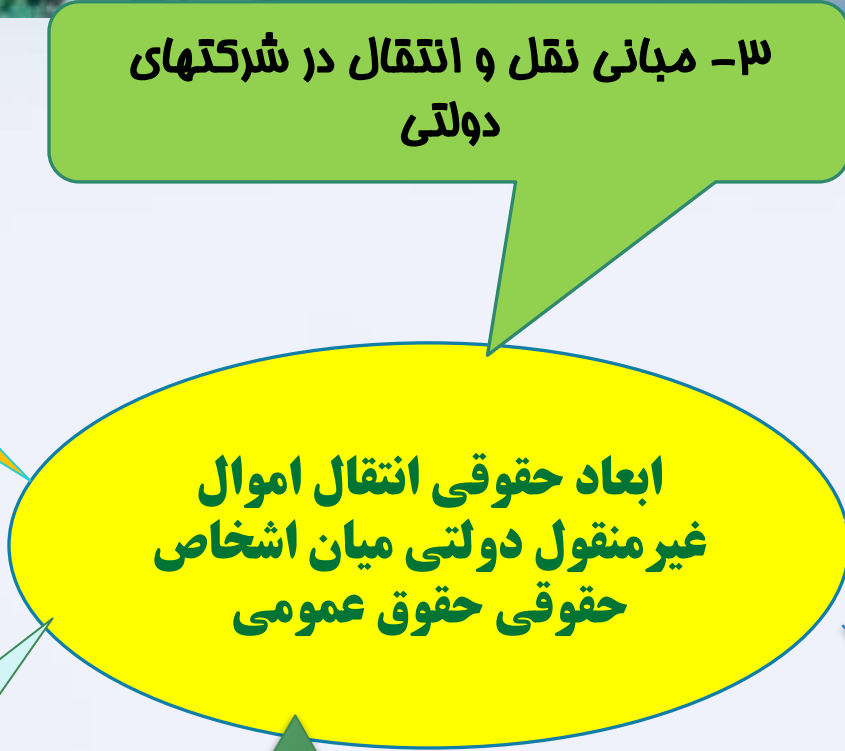 ۳- مبانی نقل و انتقال در شرکتهای
دولتی
ابعاد حقوقی انتقال اموال
غیرمنقول دولتی میان اشخاص
حقوقی حقوق عمومی